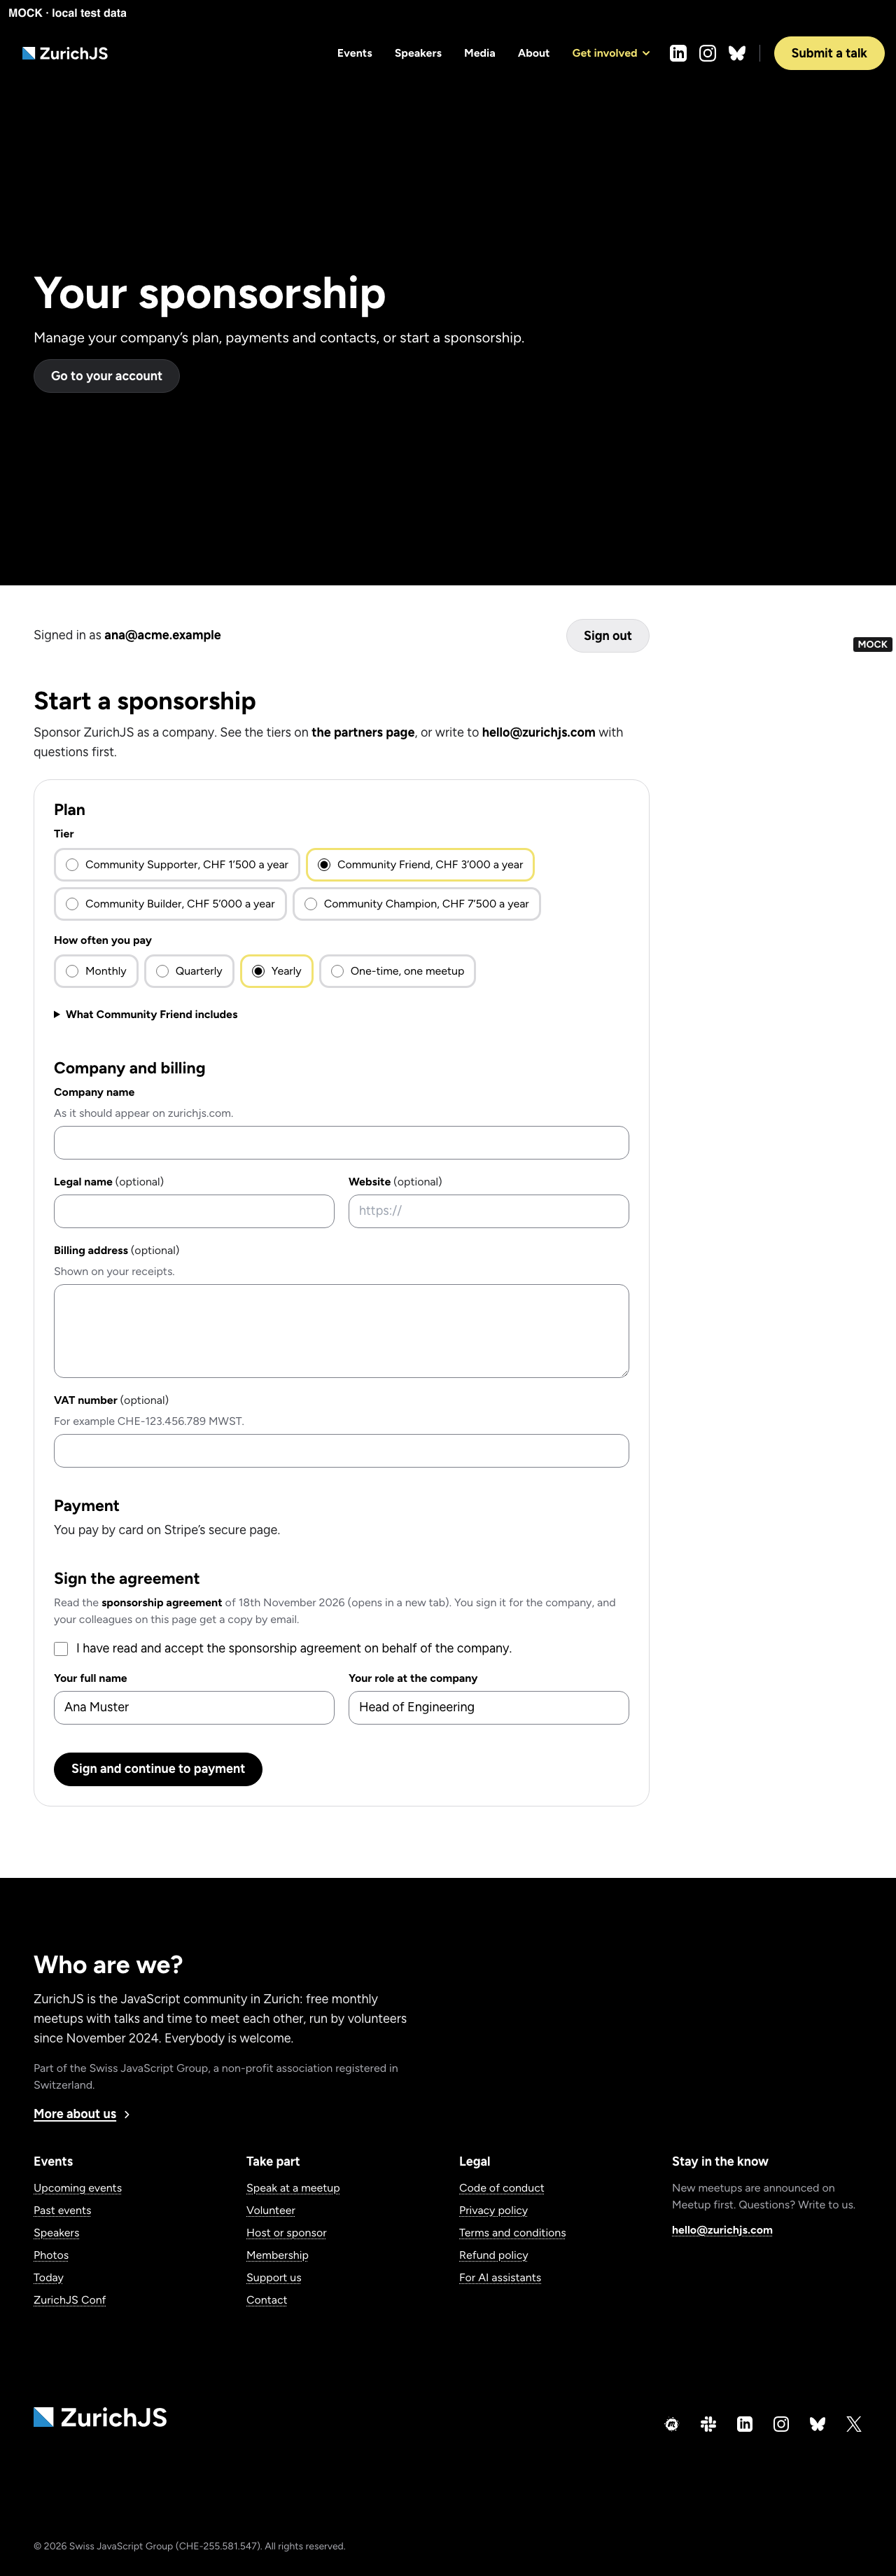 MOCK · local test data
ZurichJS
Events
Speakers
Media
About
Get involved
Submit a talk
Your sponsorship
Manage your company’s plan, payments and contacts, or start a sponsorship.
Go to your account
Signed in as ana@acme.example
Sign out
MOCK
Start a sponsorship
Sponsor ZurichJS as a company. See the tiers on the partners page, or write to hello@zurichjs.com with
questions first.
Plan
Tier
Community Supporter, CHF 1’500 a year
Community Friend, CHF 3’000 a year
Community Builder, CHF 5’000 a year
Community Champion, CHF 7’500 a year
How often you pay
Monthly
Quarterly
Yearly
One-time, one meetup
What Community Friend includes
Company and billing
Company name
As it should appear on zurichjs.com.
Legal name (optional)
Website (optional)
https://
Billing address (optional)
Shown on your receipts.
VAT number (optional)
For example CHE-123.456.789 MWST.
Payment
You pay by card on Stripe’s secure page.
Sign the agreement
Read the sponsorship agreement of 18th November 2026 (opens in a new tab). You sign it for the company, and
your colleagues on this page get a copy by email.
I have read and accept the sponsorship agreement on behalf of the company.
Your full name
Your role at the company
Ana Muster
Head of Engineering
Sign and continue to payment
Who are we?
ZurichJS is the JavaScript community in Zurich: free monthly
meetups with talks and time to meet each other, run by volunteers
since November 2024. Everybody is welcome.
Part of the Swiss JavaScript Group, a non-profit association registered in
Switzerland.
More about us
Events
Upcoming events
Past events
Speakers
Photos
Today
ZurichJS Conf
Take part
Speak at a meetup
Volunteer
Host or sponsor
Membership
Support us
Contact
Legal
Code of conduct
Privacy policy
Terms and conditions
Refund policy
For AI assistants
Stay in the know
New meetups are announced on
Meetup first. Questions? Write to us.
hello@zurichjs.com
ZurichJS
© 2026 Swiss JavaScript Group (CHE-255.581.547). All rights reserved.